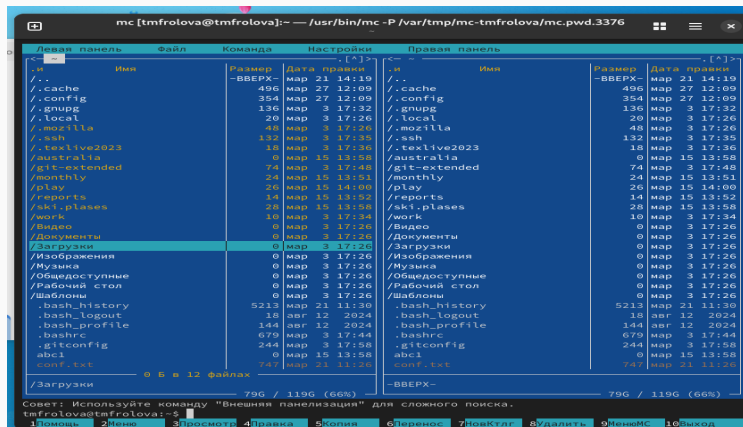 mc [tmfrolova@tmfrolova]:~ — /usr/bin/mc -P /var/tmp/mc-tmfrolova/mc.pwd.3376
Левая панель Файл Команда Настройки Правая панель
<— ~ .[^]> <— ~ .[^]>
.и Имя Размер Дата правки .и Имя Размер Дата правки
/.. -ВВЕРХ- мар 21 14:19 /.. -ВВЕРХ- мар 21 14:19
/.cache 496 мар 27 12:09 /.cache 496 мар 27 12:09
/.config 354 мар 27 12:09 /.config 354 мар 27 12:09
/.gnupg 136 мар 3 17:32 /.gnupg 136 мар 3 17:32
/.local 20 мар 3 17:26 /.local 20 мар 3 17:26
/.mozilla 48 мар 3 17:26 /.mozilla 48 мар 3 17:26
/.ssh 132 мар 3 17:35 /.ssh 132 мар 3 17:35
/.texlive2023 18 мар 3 17:36 /.texlive2023 18 мар 3 17:36
/australia 0 мар 15 13:58 /australia 0 мар 15 13:58
/git-extended 74 мар 3 17:48 /git-extended 74 мар 3 17:48
/monthly 24 мар 15 13:51 /monthly 24 мар 15 13:51
/play 26 мар 15 14:00 /play 26 мар 15 14:00
/reports 14 мар 15 13:52 /reports 14 мар 15 13:52
/ski.plases 28 мар 15 13:58 /ski.plases 28 мар 15 13:58
/work 10 мар 3 17:34 /work 10 мар 3 17:34
/Видео 0 мар 3 17:26 /Видео 0 мар 3 17:26
/Документы 0 мар 3 17:26 /Документы 0 мар 3 17:26
/Загрузки 0 мар 3 17:26 /Загрузки 0 мар 3 17:26
/Изображения 0 мар 3 17:26 /Изображения 0 мар 3 17:26
/Музыка 0 мар 3 17:26 /Музыка 0 мар 3 17:26
/Общедоступные 0 мар 3 17:26 /Общедоступные 0 мар 3 17:26
/Рабочий стол 0 мар 3 17:26 /Рабочий стол 0 мар 3 17:26
/Шаблоны 0 мар 3 17:26 /Шаблоны 0 мар 3 17:26
.bash_history 5213 мар 21 11:30 .bash_history 5213 мар 21 11:30
.bash_logout 18 авг 12 2024 .bash_logout 18 авг 12 2024
.bash_profile 144 авг 12 2024 .bash_profile 144 авг 12 2024
.bashrc 679 мар 3 17:44 .bashrc 679 мар 3 17:44
.gitconfig 244 мар 3 17:58 .gitconfig 244 мар 3 17:58
abc1 0 мар 15 13:58 abc1 0 мар 15 13:58
conf.txt 747 мар 21 11:26 conf.txt 747 мар 21 11:26
0 Б в 12 файлах
/Загрузки -ВВЕРХ-
79G / 119G (66%) 79G / 119G (66%)
Совет: Используйте команду "Внешняя панелизация" для сложного поиска.
tmfrolova@tmfrolova:~$
1Помощь 2Меню 3Просмотр 4Правка 5Копия 6Перенос 7НовКтлг 8Удалить 9МенюМС 10Выход